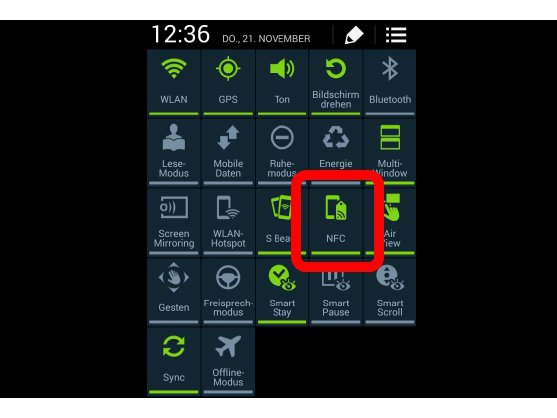 12:36 DO., 21. NOVEMBER
WLAN GPS Ton Bildschirm drehen Bluetooth
Lese-Modus Mobile Daten Ruhe-modus Energie Multi-Window
Screen Mirroring WLAN-Hotspot S Beam NFC Air View
Gesten Freisprech-modus Smart Stay Smart Pause Smart Scroll
Sync Offline-Modus